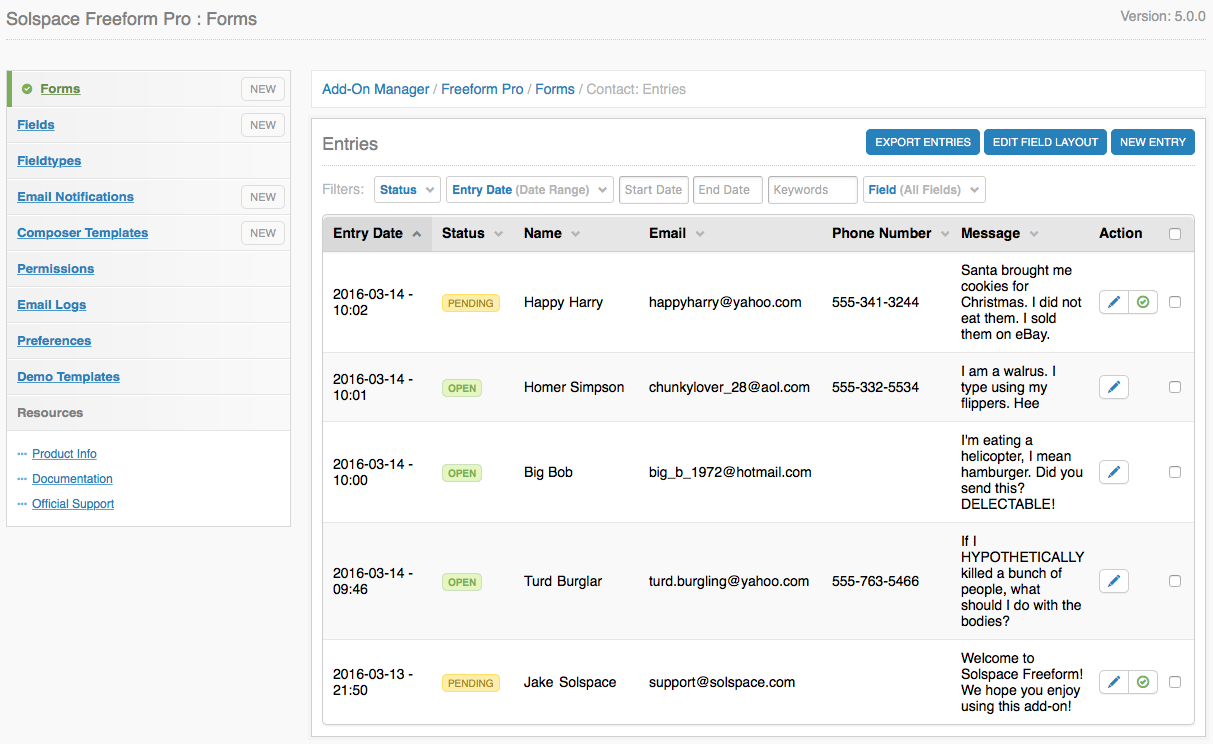 Solspace Freeform Pro : Forms
Version: 5.0.0
Forms NEW
Fields NEW
Fieldtypes
Email Notifications NEW
Composer Templates NEW
Permissions
Email Logs
Preferences
Demo Templates
Resources
Product Info
Documentation
Official Support
Add-On Manager / Freeform Pro / Forms / Contact: Entries
Entries EXPORT ENTRIES EDIT FIELD LAYOUT NEW ENTRY
Filters: Status Entry Date (Date Range) Start Date End Date Keywords Field (All Fields)
Entry Date Status Name Email Phone Number Message Action
2016-03-14 -
10:02
PENDING
Happy Harry
happyharry@yahoo.com
555-341-3244
Santa brought me
cookies for
Christmas. I did not
eat them. I sold
them on eBay.
2016-03-14 -
10:01
OPEN
Homer Simpson
chunkylover_28@aol.com
555-332-5534
I am a walrus. I
type using my
flippers. Hee
2016-03-14 -
10:00
OPEN
Big Bob
big_b_1972@hotmail.com
I'm eating a
helicopter, I mean
hamburger. Did you
send this?
DELECTABLE!
2016-03-14 -
09:46
OPEN
Turd Burglar
turd.burgling@yahoo.com
555-763-5466
If I
HYPOTHETICALLY
killed a bunch of
people, what
should I do with the
bodies?
2016-03-13 -
21:50
PENDING
Jake Solspace
support@solspace.com
Welcome to
Solspace Freeform!
We hope you enjoy
using this add-on!